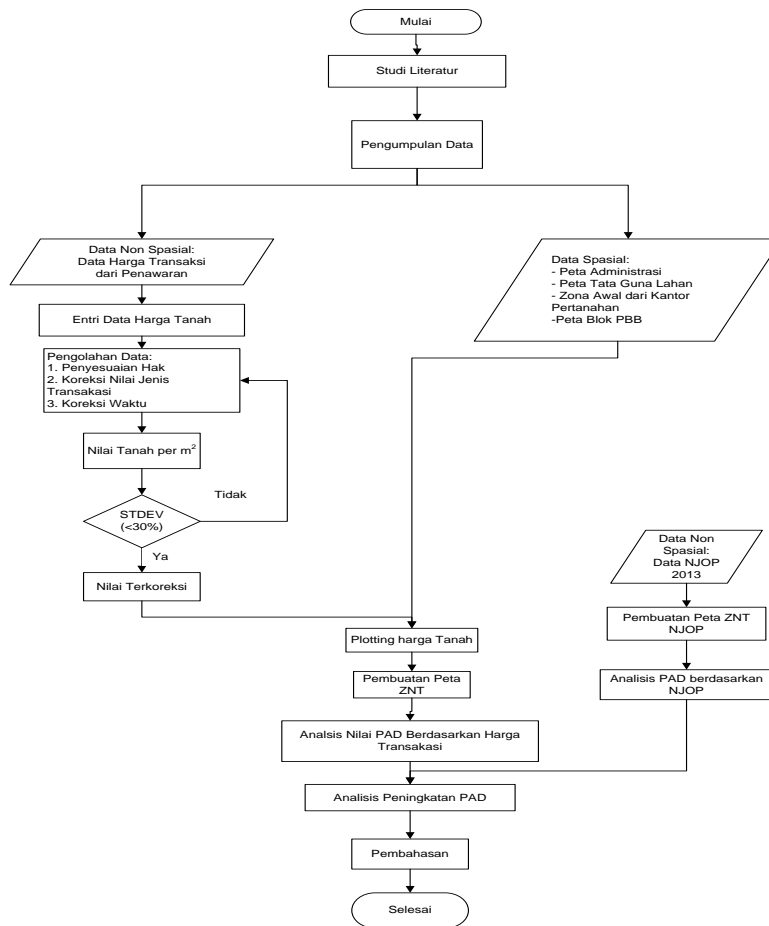 Mulai
Studi Literatur
Pengumpulan Data
Data Non Spasial:
Data Harga Transaksi
dari Penawaran
Entri Data Harga Tanah
Pengolahan Data:
1. Penyesuaian Hak
2. Koreksi Nilai Jenis
Transakasi
3. Koreksi Waktu
Nilai Tanah per m²
STDEV
(<30%)
Tidak
Ya
Nilai Terkoreksi
Data Spasial:
- Peta Administrasi
- Peta Tata Guna Lahan
- Zona Awal dari Kantor
Pertanahan
-Peta Blok PBB
Data Non
Spasial:
Data NJOP
2013
Pembuatan Peta ZNT
NJOP
Analisis PAD berdasarkan
NJOP
Plotting harga Tanah
Pembuatan Peta
ZNT
Analsis Nilai PAD Berdasarkan Harga
Transakasi
Analisis Peningkatan PAD
Pembahasan
Selesai